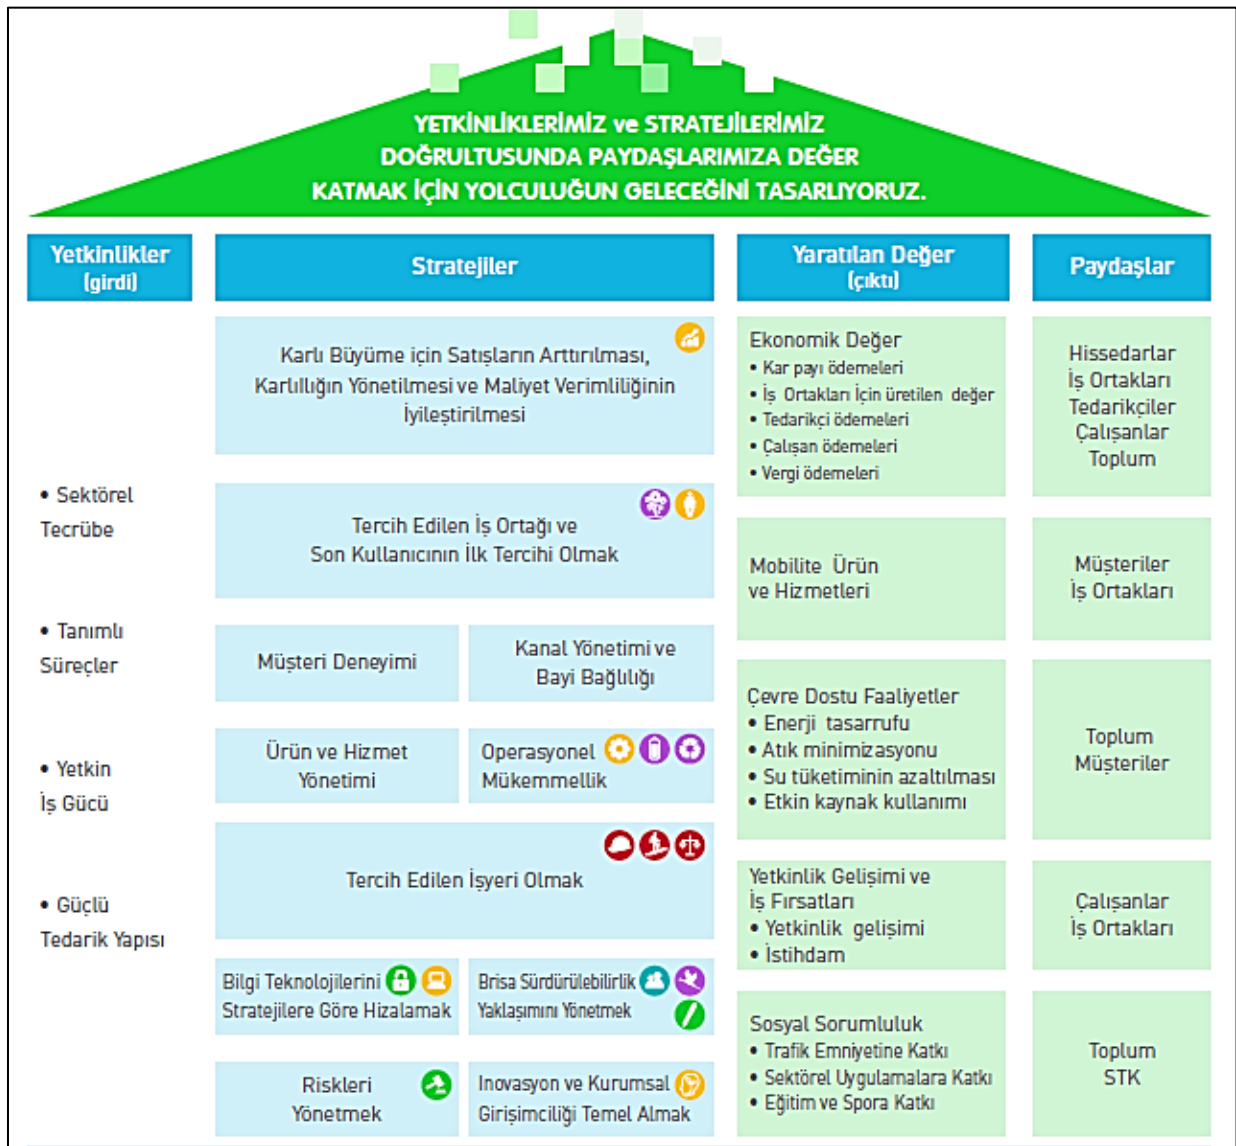 YETKİNLİKLERİMİZ ve STRATEJİLERİMİZ
DOĞRULTUSUNDA PAYDAŞLARIMIZA DEĞER
KATMAK İÇİN YOLCULUĞUN GELECEĞİNİ TASARLIYORUZ.
Yetkinlikler
(girdi)
• Sektörel
Tecrübe
• Tanımlı
Süreçler
• Yetkin
İş Gücü
• Güçlü
Tedarik Yapısı
Stratejiler
Karlı Büyüme için Satışların Arttırılması,
Karlılığın Yönetilmesi ve Maliyet Verimliliğinin
İyileştirilmesi
Tercih Edilen İş Ortağı ve
Son Kullanıcının İlk Tercihi Olmak
Müşteri Deneyimi
Kanal Yönetimi ve
Bayi Bağlılığı
Ürün ve Hizmet
Yönetimi
Operasyonel
Mükemmellik
Tercih Edilen İşyeri Olmak
Bilgi Teknolojilerini
Stratejilere Göre Hizalamak
Brisa Sürdürülebilirlik
Yaklaşımını Yönetmek
Riskleri
Yönetmek
Inovasyon ve Kurumsal
Girişimciliği Temel Almak
Yaratılan Değer
(çıktı)
Ekonomik Değer
• Kar payı ödemeleri
• İş Ortakları İçin üretilen değer
• Tedarikçi ödemeleri
• Çalışan ödemeleri
• Vergi ödemeleri
Mobilite Ürün
ve Hizmetleri
Çevre Dostu Faaliyetler
• Enerji tasarrufu
• Atık minimizasyonu
• Su tüketiminin azaltılması
• Etkin kaynak kullanımı
Yetkinlik Gelişimi ve
İş Fırsatları
• Yetkinlik gelişimi
• İstihdam
Sosyal Sorumluluk
• Trafik Emniyetine Katkı
• Sektörel Uygulamalara Katkı
• Eğitim ve Spora Katkı
Paydaşlar
Hissedarlar
İş Ortakları
Tedarikçiler
Çalışanlar
Toplum
Müşteriler
İş Ortakları
Toplum
Müşteriler
Çalışanlar
İş Ortakları
Toplum
STK